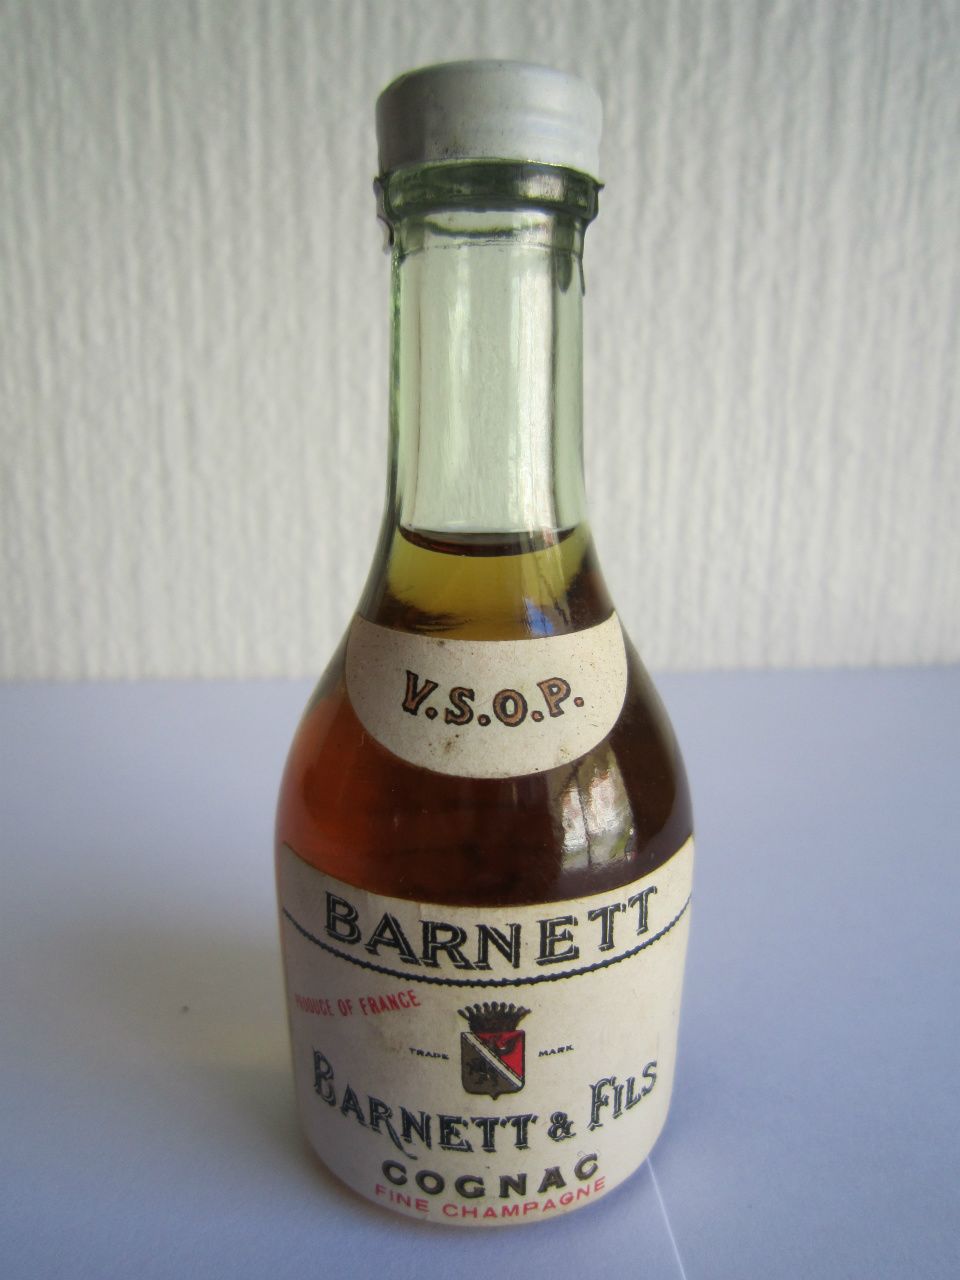 V.S.O.P.
BARNETT
PRODUCE OF FRANCE
TRADE MARK
BARNETT & FILS
COGNAC
FINE CHAMPAGNE